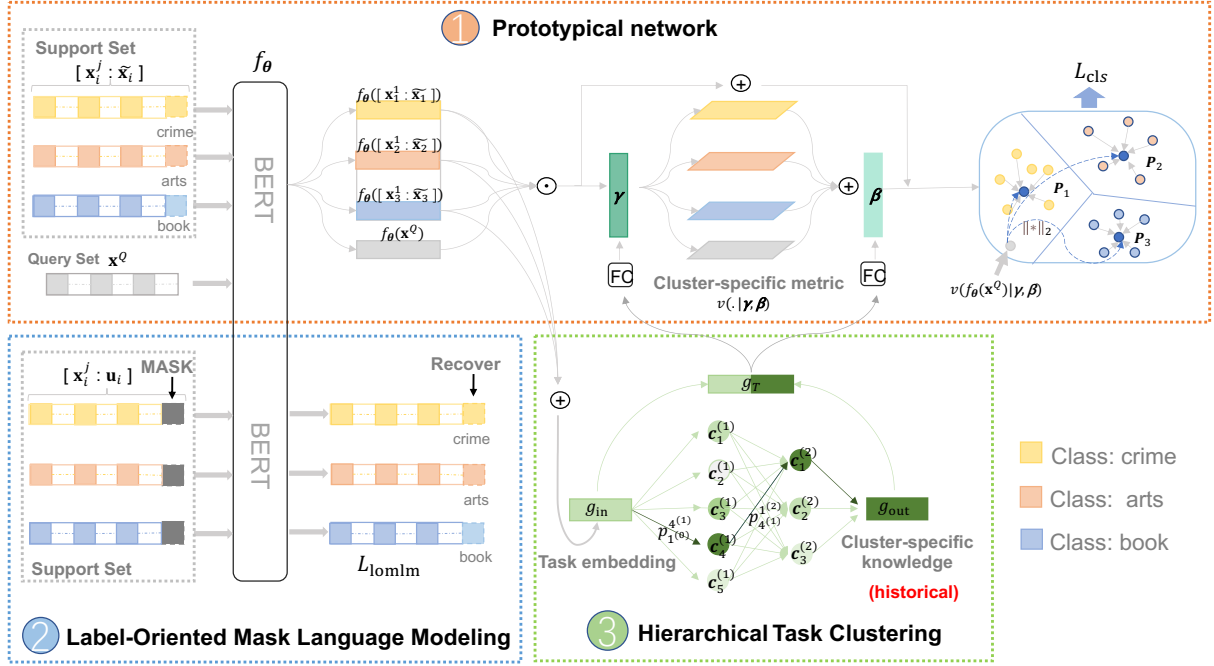 1 Prototypical network
Support Set
[ x_i^j : x̃_i ]
crime
arts
book
Query Set x^Q
f_θ
BERT
f_θ([ x_1^1 : x̃_1 ])
f_θ([ x_2^1 : x̃_2 ])
f_θ([ x_3^1 : x̃_3 ])
f_θ(x^Q)
γ
β
FC
FC
Cluster-specific metric
v(. |γ, β)
L_cls
P_1
P_2
P_3
‖*‖_2
v(f_θ(x^Q)|γ, β)
[ x_i^j : u_i ]
MASK
Recover
BERT
crime
arts
book
Support Set
L_lomlm
2 Label-Oriented Mask Language Modeling
g_T
g_in
g_out
c_1^(1)
c_2^(1)
c_3^(1)
c_4^(1)
c_5^(1)
c_1^(2)
c_2^(2)
c_3^(2)
p_{1^(0)}^{4^(1)}
p_{4^(1)}^{1^(2)}
Task embedding
Cluster-specific
knowledge
(historical)
3 Hierarchical Task Clustering
Class: crime
Class: arts
Class: book